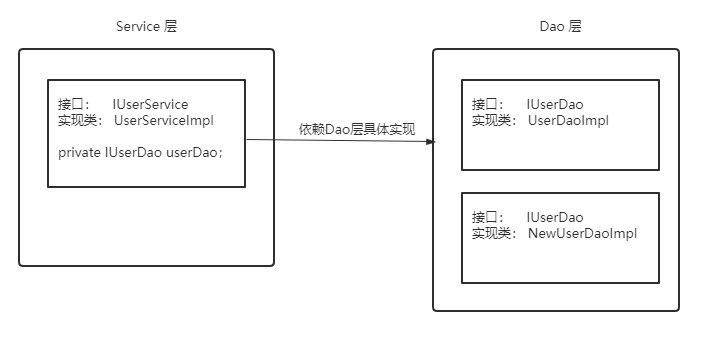 Service 层
接口： IUserService
实现类： UserServiceImpl
private IUserDao userDao;
依赖Dao层具体实现
Dao 层
接口： IUserDao
实现类： UserDaoImpl
接口： IUserDao
实现类： NewUserDaoImpl